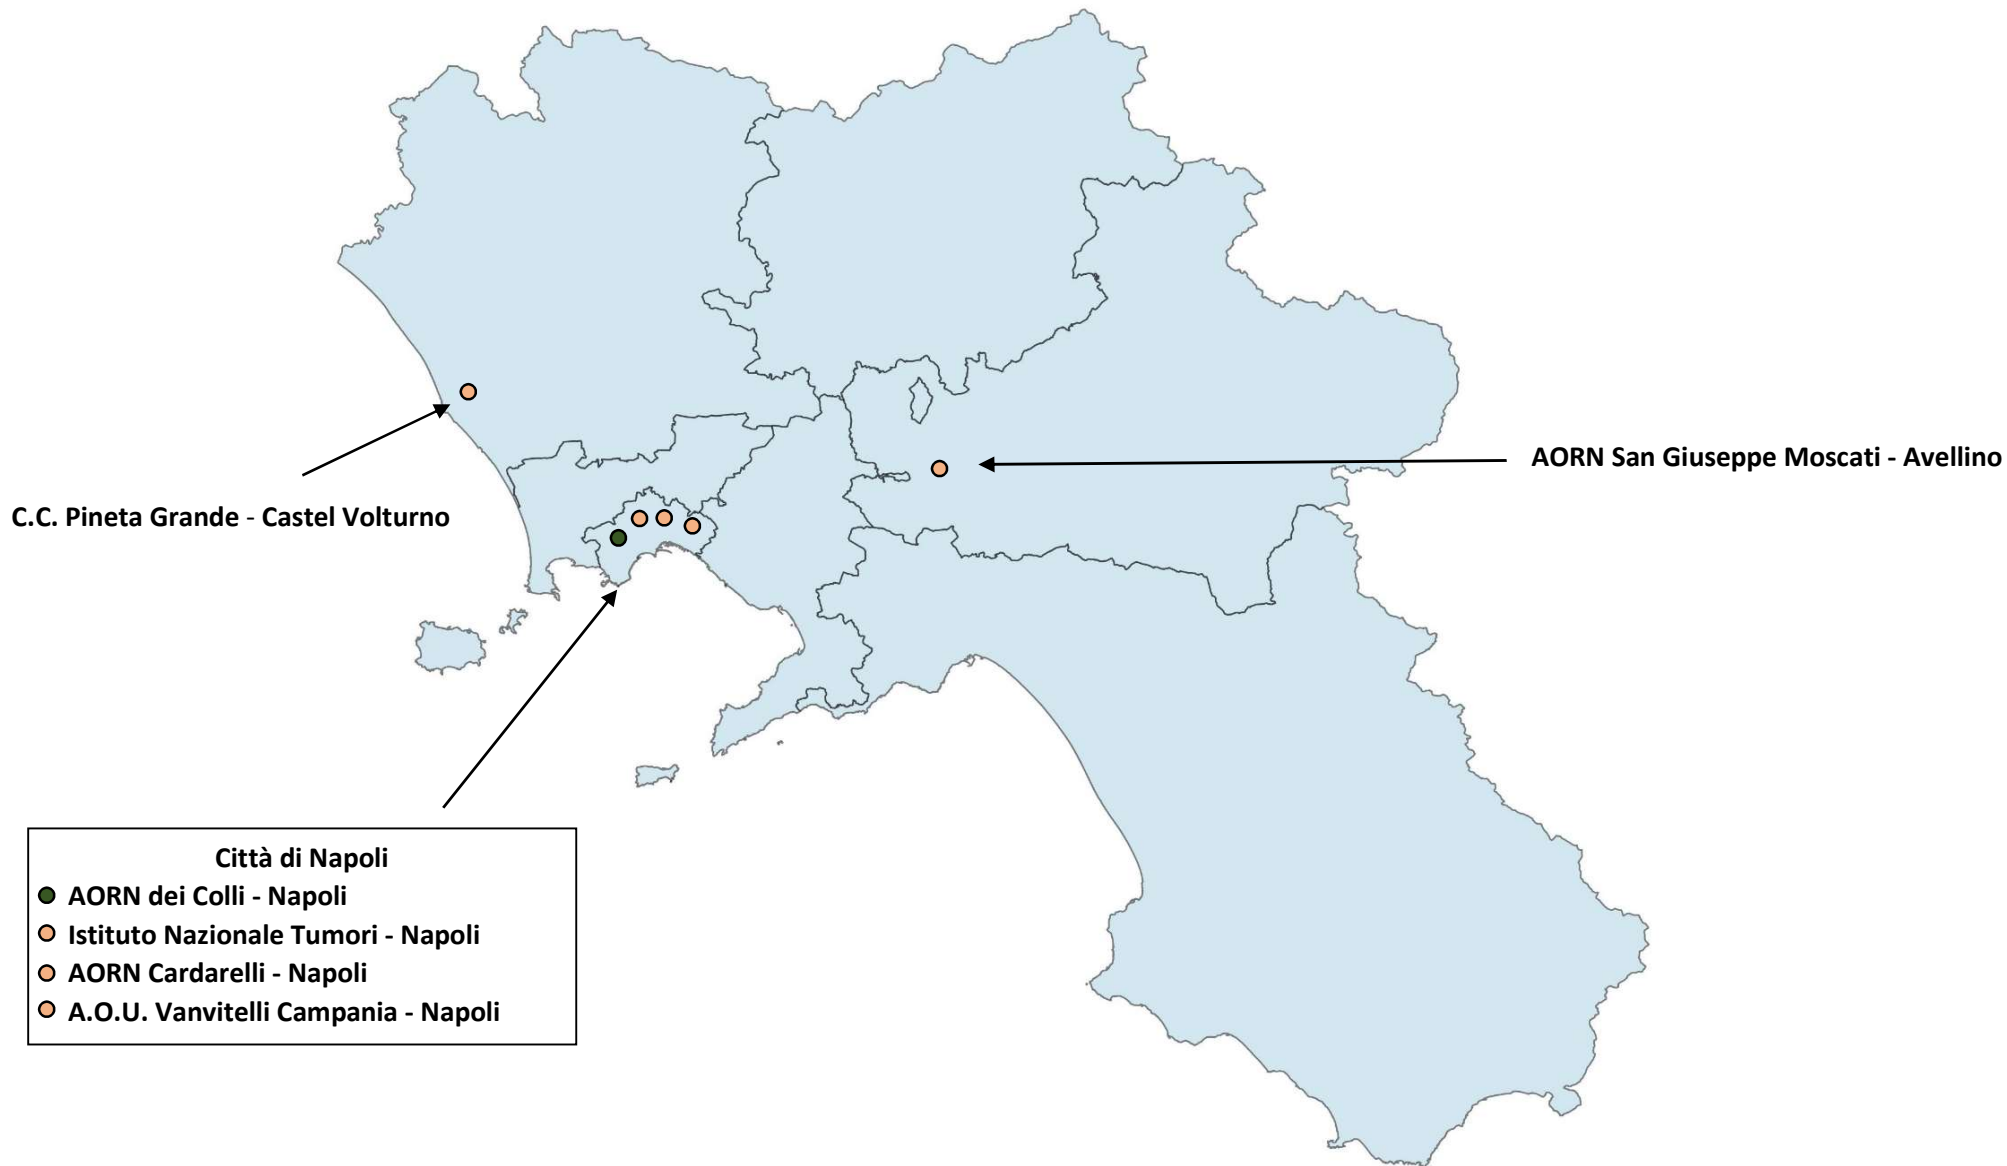 AORN San Giuseppe Moscati - Avellino
C.C. Pineta Grande - Castel Volturno
Città di Napoli
AORN dei Colli - Napoli
Istituto Nazionale Tumori - Napoli
AORN Cardarelli - Napoli
A.O.U. Vanvitelli Campania - Napoli